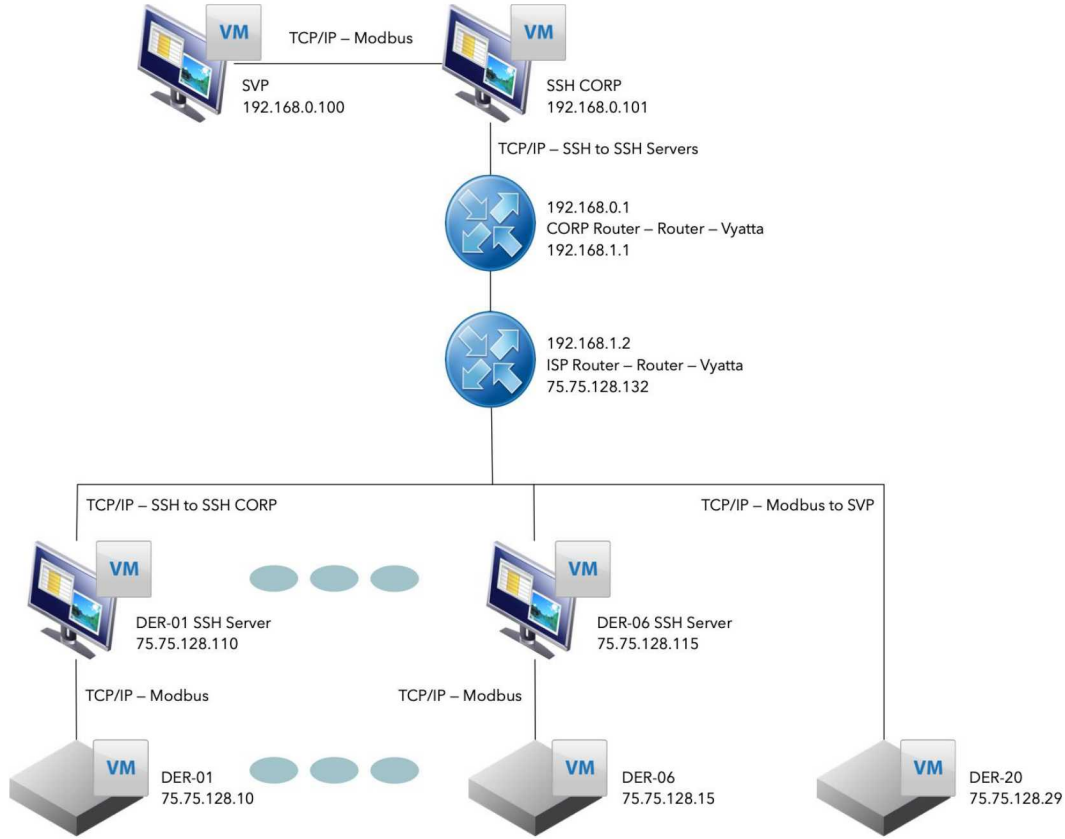 VM
VM
TCP/IP – Modbus
SVP
192.168.0.100
SSH CORP
192.168.0.101
TCP/IP – SSH to SSH Servers
192.168.0.1
CORP Router – Router – Vyatta
192.168.1.1
192.168.1.2
ISP Router – Router – Vyatta
75.75.128.132
TCP/IP – SSH to SSH CORP
TCP/IP – Modbus to SVP
VM
VM
DER-01 SSH Server
75.75.128.110
DER-06 SSH Server
75.75.128.115
TCP/IP – Modbus
TCP/IP – Modbus
VM
VM
VM
DER-01
75.75.128.10
DER-06
75.75.128.15
DER-20
75.75.128.29